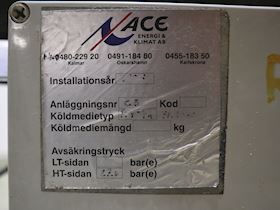 NACE
ENERGI &
KLIMAT AB
0480-229 20 0491-184 80 0455-183 50
Kalmar Oskarshamn Karlskrona
Installationsår
Anläggningsnr Kod
Köldmedietyp
Köldmediemängd kg
Avsäkringstryck
LT-sidan bar(e)
HT-sidan bar(e)